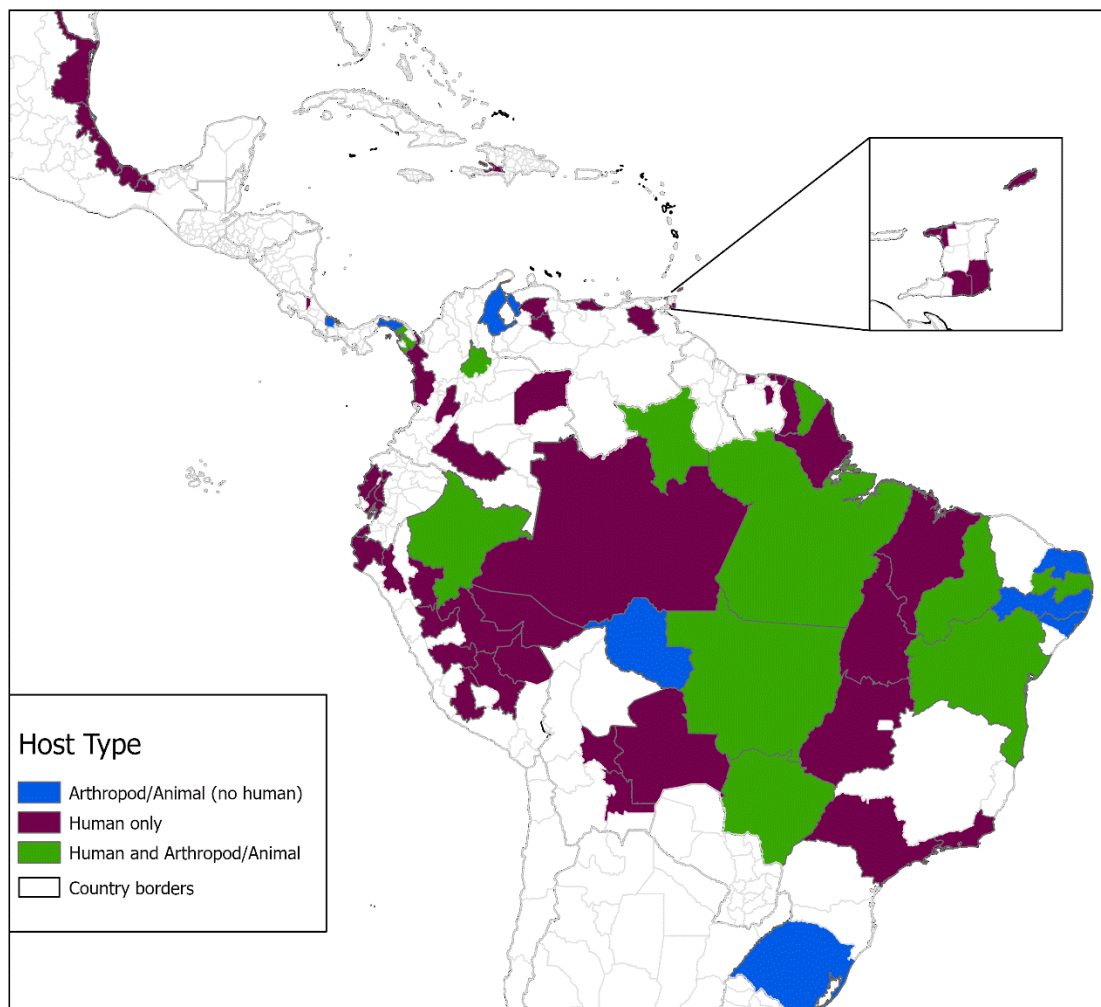 Host Type
Arthropod/Animal (no human)
Human only
Human and Arthropod/Animal
Country borders